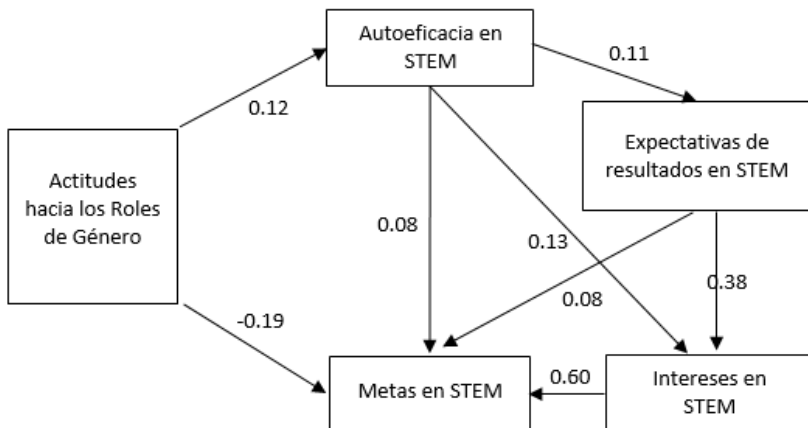 Autoeficacia en
STEM
0.11
0.12
Expectativas de
resultados en STEM
Actitudes
hacia los Roles
de Género
0.08
0.13
0.38
0.08
-0.19
0.60
Metas en STEM
Intereses en
STEM